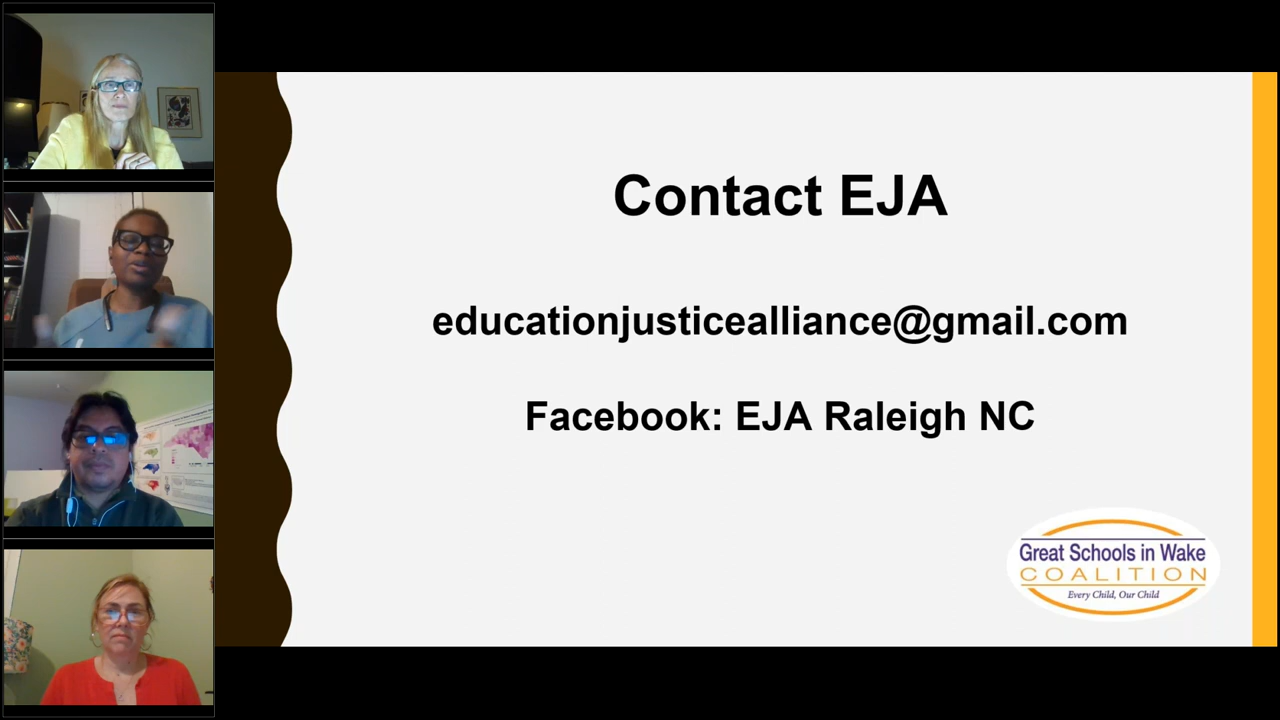 Contact EJA
educationjusticealliance@gmail.com
Facebook: EJA Raleigh NC
Great Schools in Wake
COALITION
Every Child, Our Child